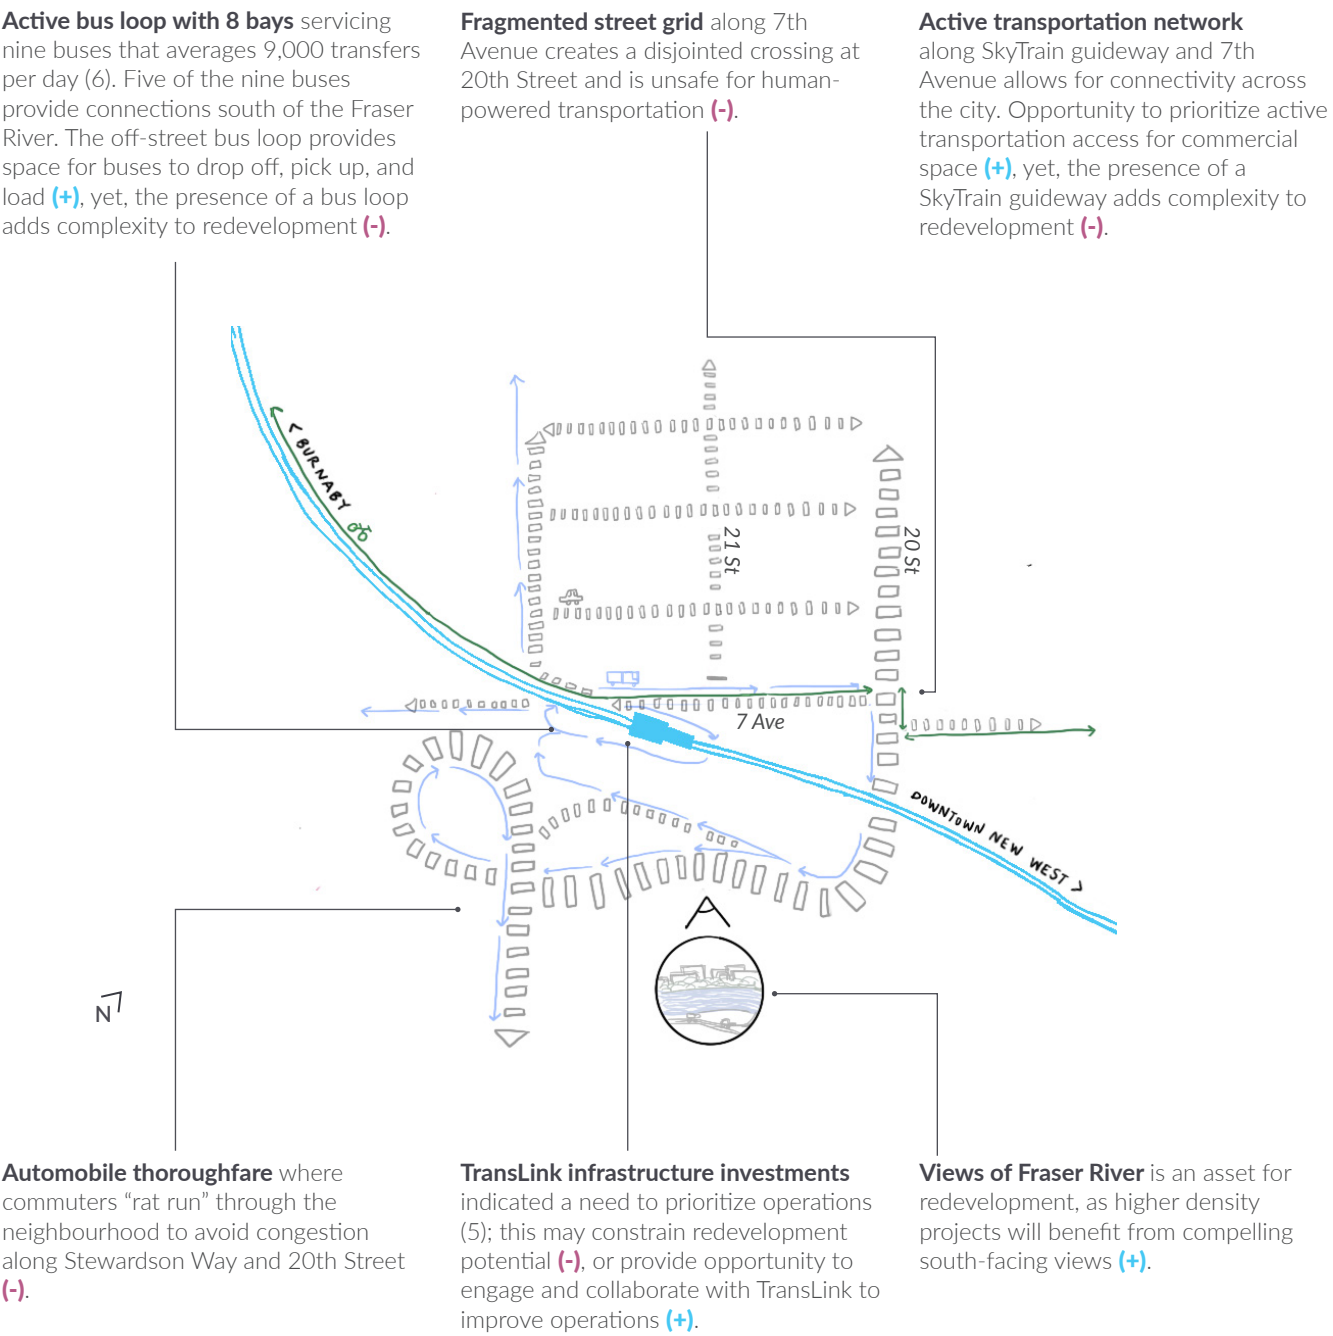 Active bus loop with 8 bays servicing
nine buses that averages 9,000 transfers
per day (6). Five of the nine buses
provide connections south of the Fraser
River. The off-street bus loop provides
space for buses to drop off, pick up, and
load (+), yet, the presence of a bus loop
adds complexity to redevelopment (-).
Fragmented street grid along 7th
Avenue creates a disjointed crossing at
20th Street and is unsafe for human-
powered transportation (-).
Active transportation network
along SkyTrain guideway and 7th
Avenue allows for connectivity across
the city. Opportunity to prioritize active
transportation access for commercial
space (+), yet, the presence of a
SkyTrain guideway adds complexity to
redevelopment (-).
< BURNABY
21 St
20 St
7 Ave
DOWNTOWN NEW WEST >
N
Automobile thoroughfare where
commuters “rat run” through the
neighbourhood to avoid congestion
along Stewardson Way and 20th Street
(-).
TransLink infrastructure investments
indicated a need to prioritize operations
(5); this may constrain redevelopment
potential (-), or provide opportunity to
engage and collaborate with TransLink to
improve operations (+).
Views of Fraser River is an asset for
redevelopment, as higher density
projects will benefit from compelling
south-facing views (+).